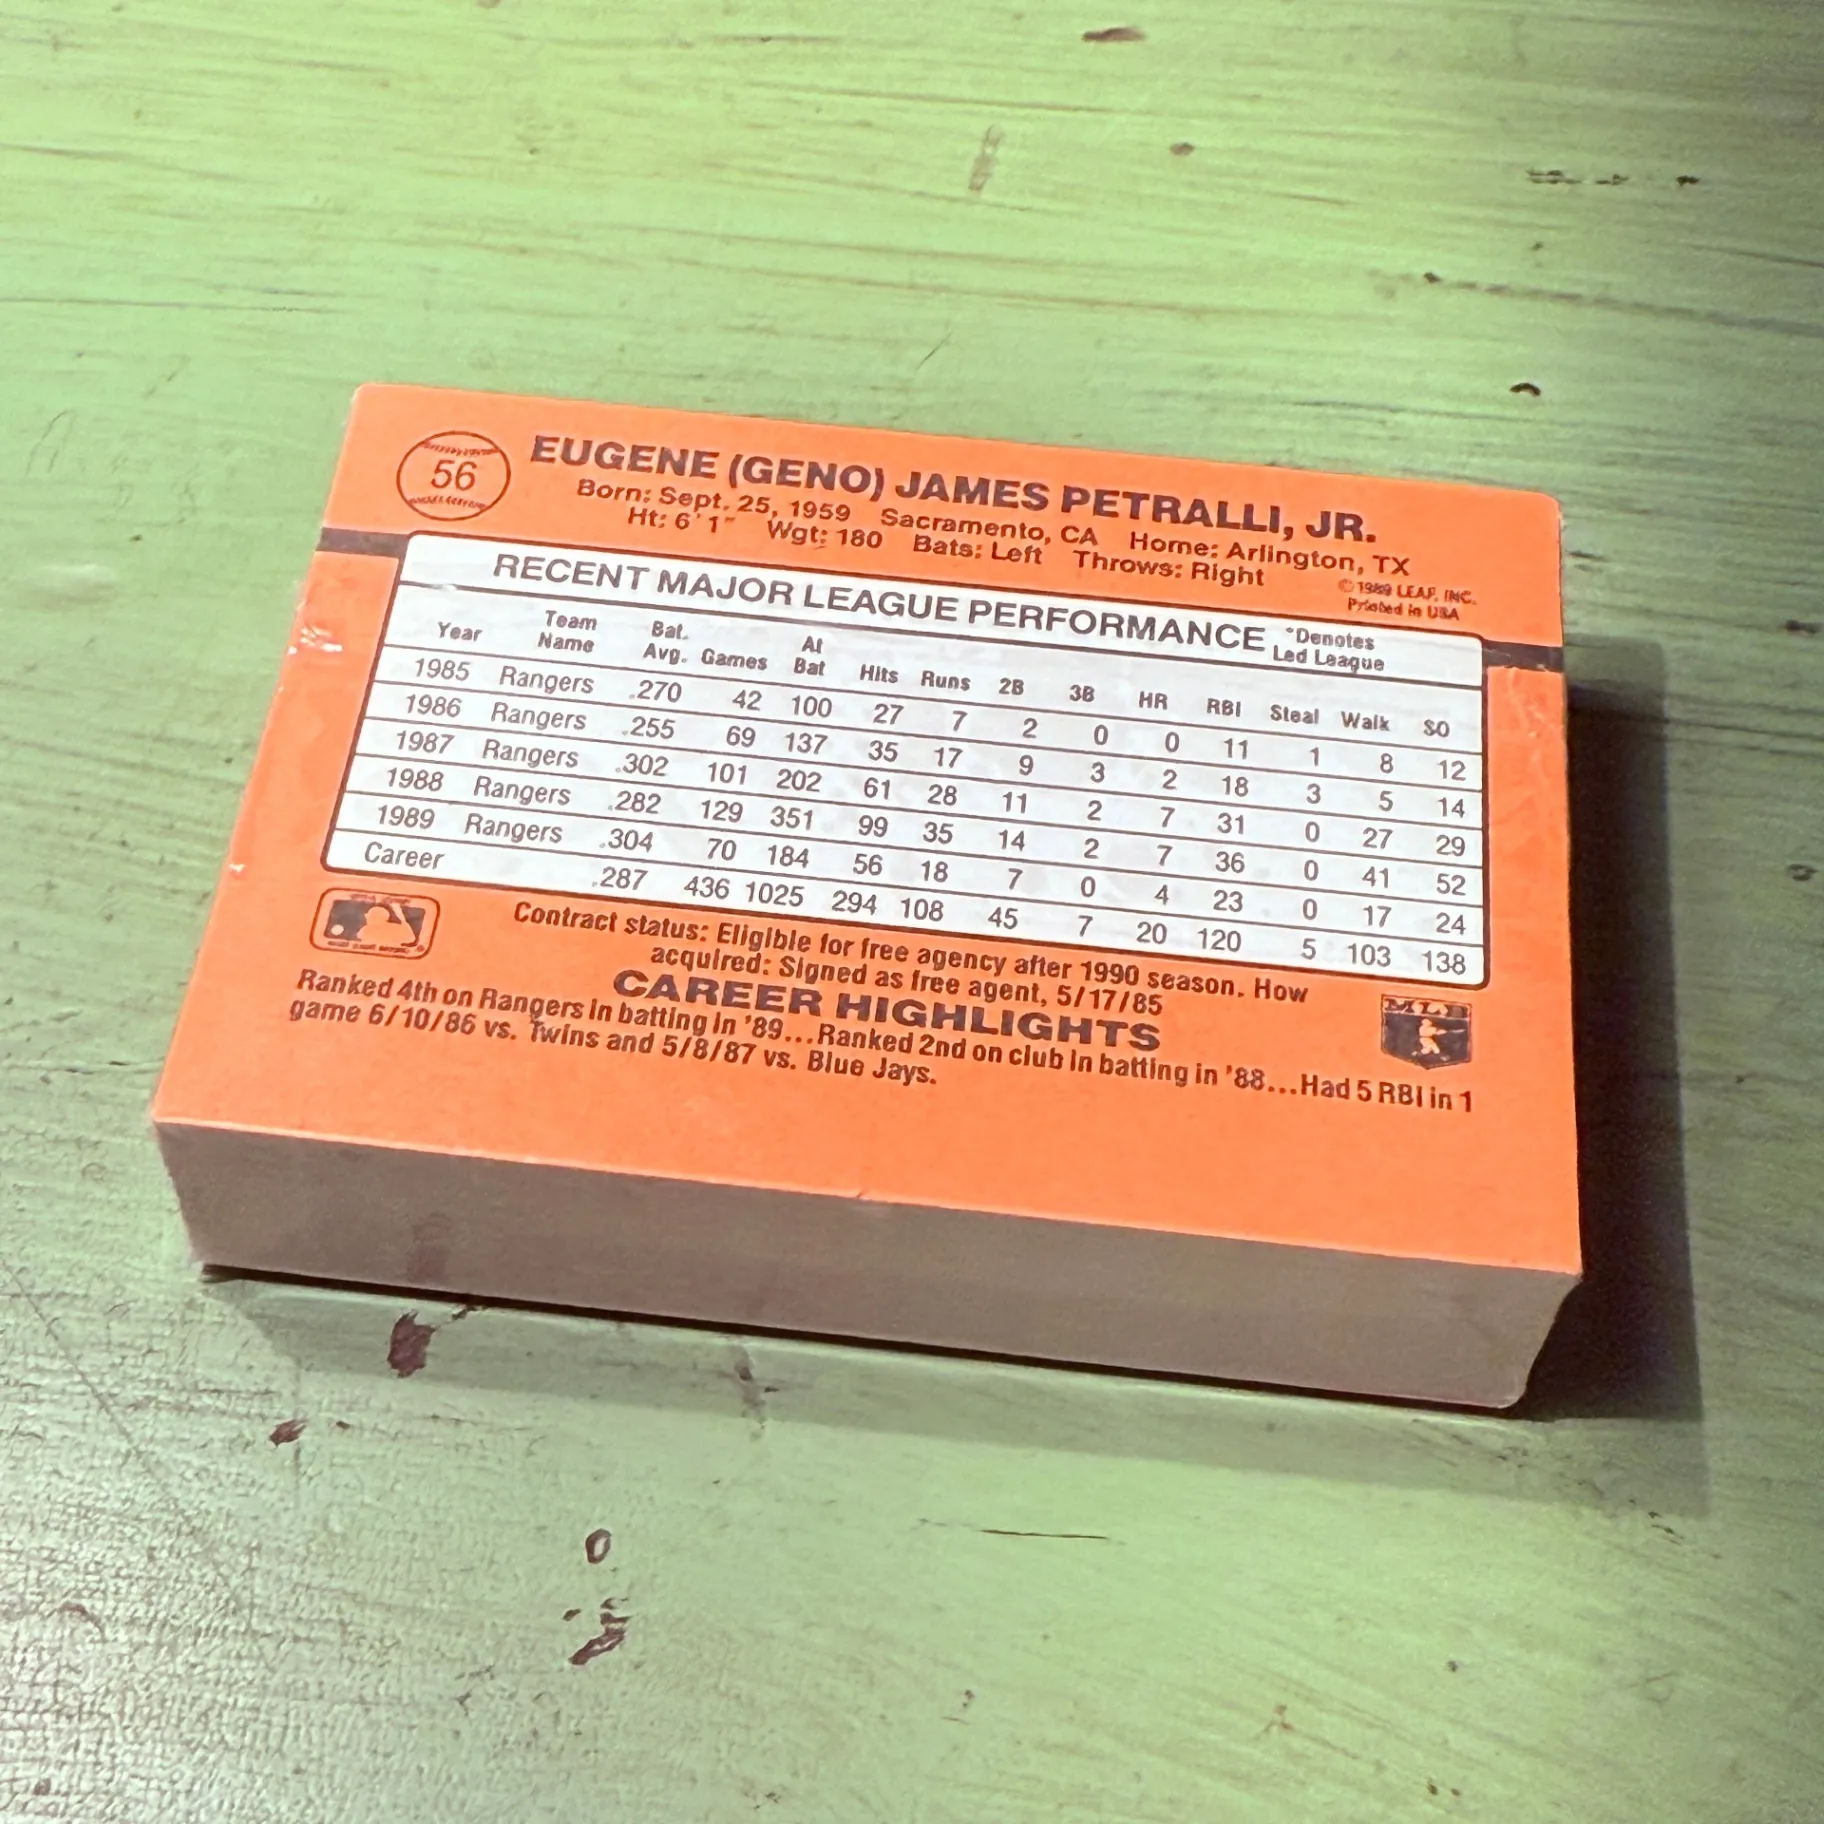 56
EUGENE (GENO) JAMES PETRALLI, JR.
Born: Sept. 25, 1959 Sacramento, CA Home: Arlington, TX
Ht: 6'1" Wgt: 180 Bats: Left Throws: Right
©1989 LEAF, INC.
Printed in USA
RECENT MAJOR LEAGUE PERFORMANCE *Denotes Led League
Year Team Name Bat. Avg. Games At Bat Hits Runs 2B 3B HR RBI Steal Walk SO
1985 Rangers .270 42 100 27 7 2 0 0 11 1 8 12
1986 Rangers .255 69 137 35 17 9 3 2 18 3 5 14
1987 Rangers .302 101 202 61 28 11 2 7 31 0 27 29
1988 Rangers .282 129 351 99 35 14 2 7 36 0 41 52
1989 Rangers .304 70 184 56 18 7 0 4 23 0 17 24
Career .287 436 1025 294 108 45 7 20 120 5 103 138
Contract status: Eligible for free agency after 1990 season. How
acquired: Signed as free agent, 5/17/85
CAREER HIGHLIGHTS
Ranked 4th on Rangers in batting in '89...Ranked 2nd on club in batting in '88...Had 5 RBI in 1
game 6/10/86 vs. Twins and 5/8/87 vs. Blue Jays.
MLB